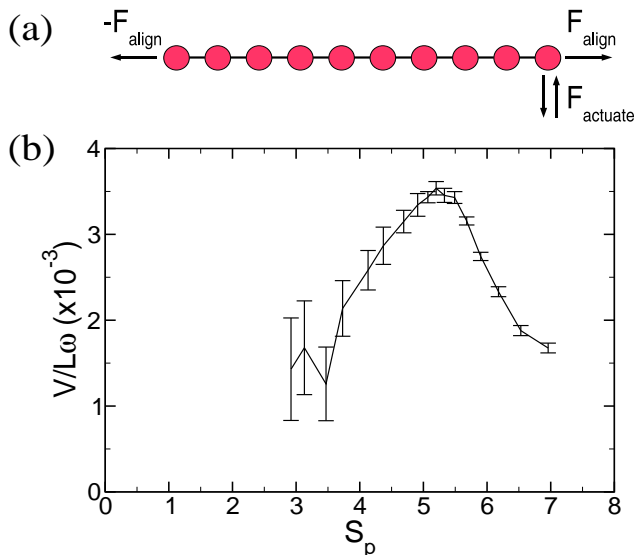 (a)
-F align
F align
F actuate
(b)
V/Lω (x10-3)
4
3
2
1
0
0 1 2 3 4 5 6 7 8
Sp